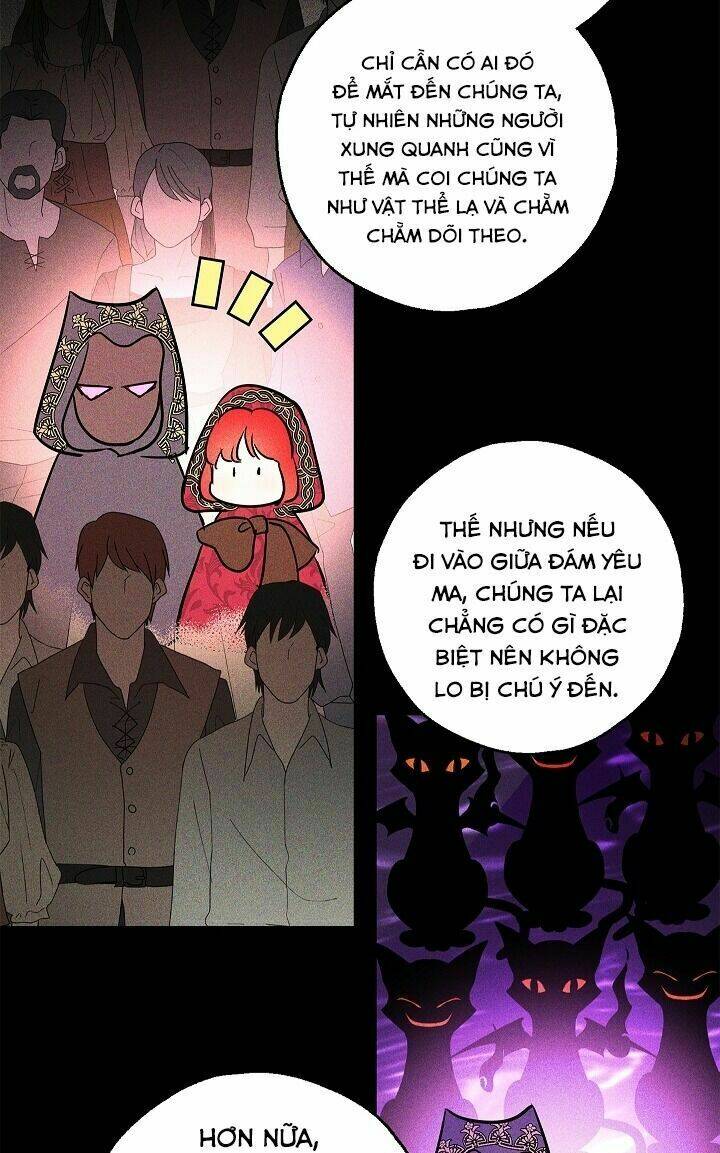 CHỈ CẦN CÓ AI ĐÓ
ĐỂ MẮT ĐẾN CHÚNG TA,
TỰ NHIÊN NHỮNG NGƯỜI
XUNG QUANH CŨNG VÌ
THẾ MÀ COI CHÚNG TA
NHƯ VẬT THỂ LẠ VÀ CHẰM
CHẰM DÕI THEO.
THẾ NHƯNG NẾU
ĐI VÀO GIỮA ĐÁM YÊU
MA, CHÚNG TA LẠI
CHẲNG CÓ GÌ ĐẶC
BIỆT NÊN KHÔNG
LO BỊ CHÚ Ý ĐẾN.
HƠN NỮA,